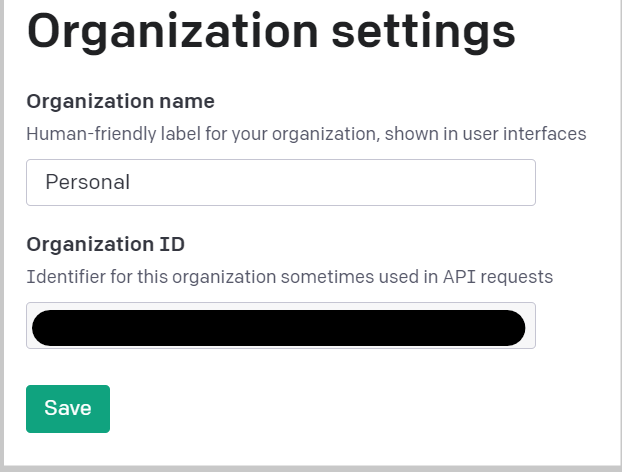 Organization settings
Organization name
Human-friendly label for your organization, shown in user interfaces
Personal
Organization ID
Identifier for this organization sometimes used in API requests
Save